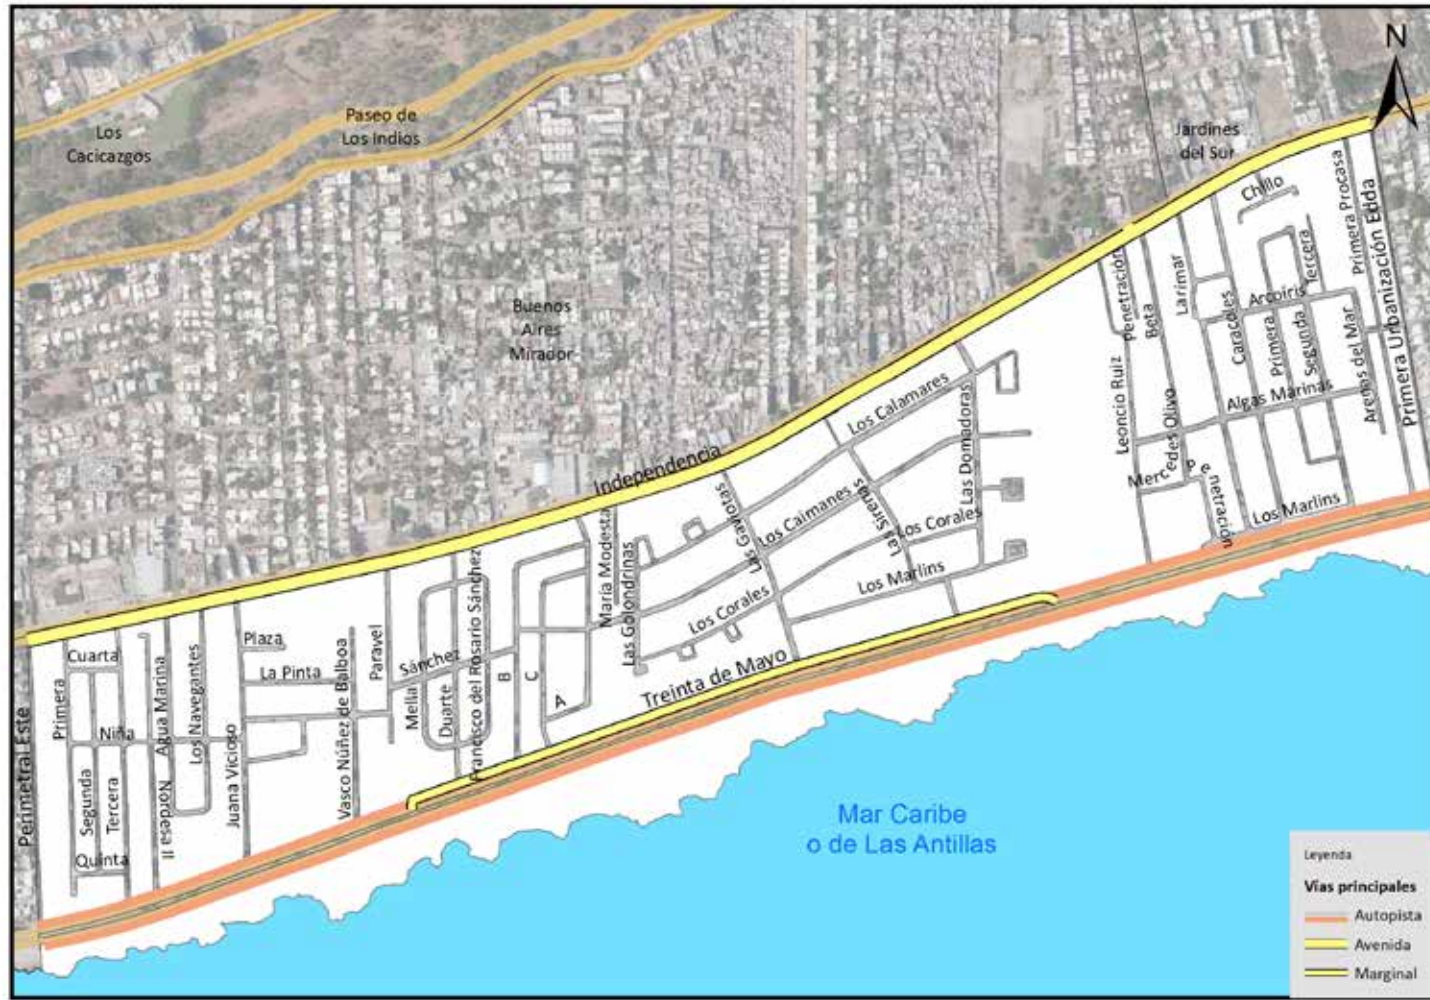 N
Los
Cacicazgos
Paseo de
Los Indios
Jardines
del Sur
Buenos
Aires
Mirador
Chillo
Primera Procasa
Primera Urbanización Edda
Penetración
Beta
Larimar
Caracoles
Arcoiris
Primera
Segunda
Tercera
Arenas del Mar
Leoncio Ruiz
Algas Marinas
Mercedes Olivo
Penetración
Los Marlins
Independencia
Los Calamares
Las Domadoras
Las Gaviotas
Los Caimanes
Las Sirenas
Los Corales
Los Marlins
Los Corales
María Modesta
Las Golondrinas
Treinta de Mayo
Francisco del Rosario Sánchez
B
C
A
Sánchez
Mella
Duarte
Paravel
Vasco Núñez de Balboa
Plaza
La Pinta
Juana Vicioso
Los Navegantes
Agua Marina
Nordesa II
Cuarta
Primera
Niña
Segunda
Tercera
Quinta
Perimetral Este
Mar Caribe
o de Las Antillas
Leyenda
Vías principales
Autopista
Avenida
Marginal